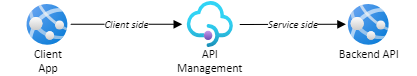 Client side
Service side
Client
App
API
Management
Backend API